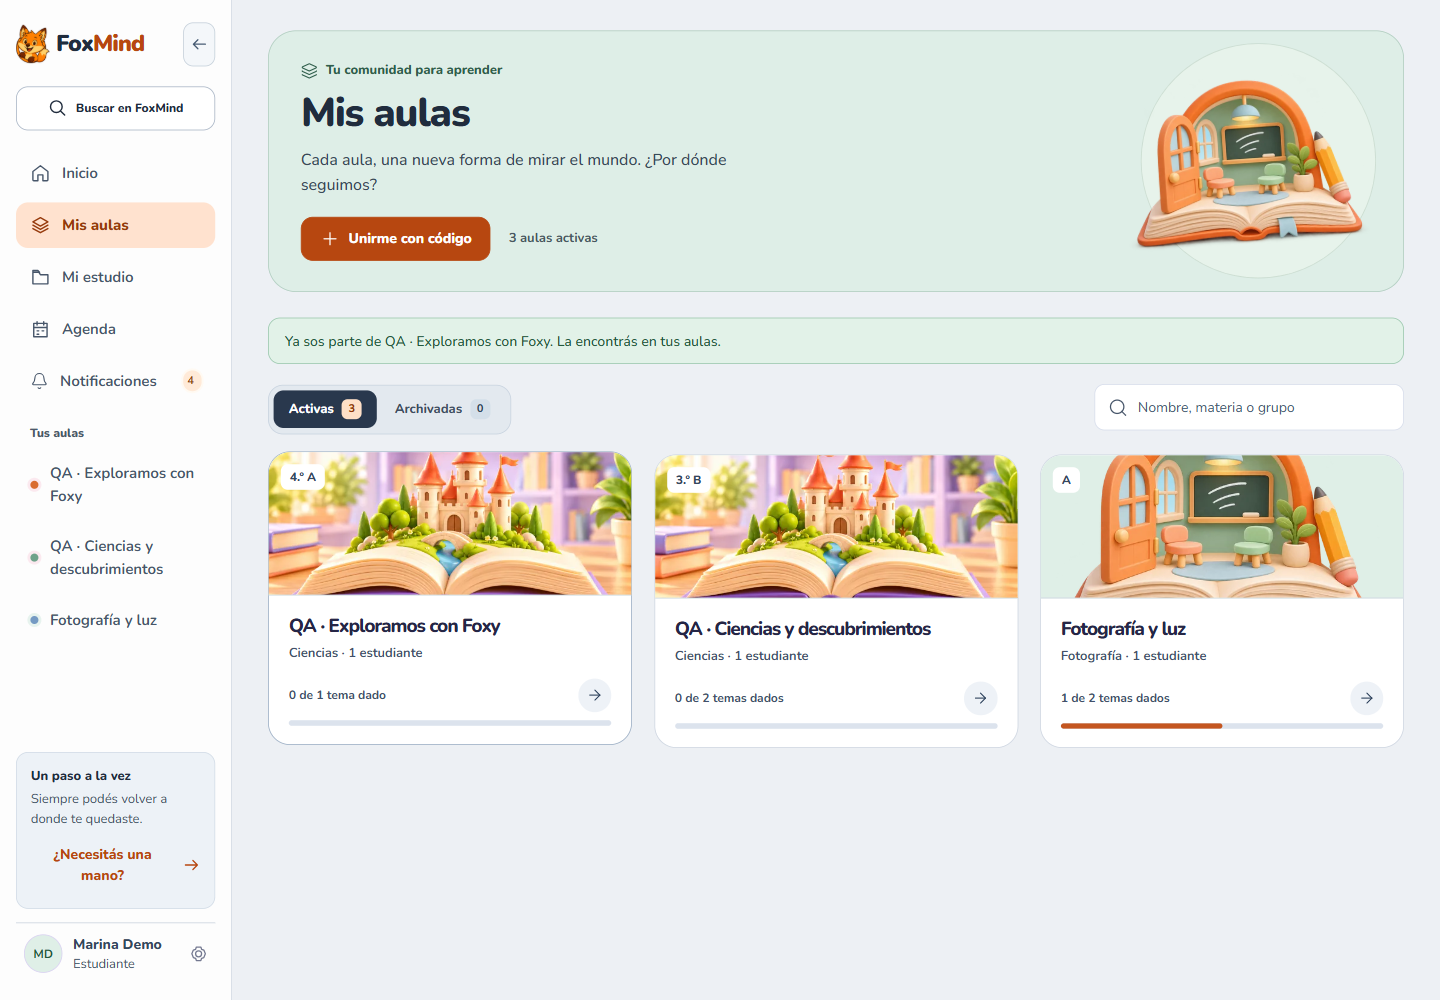 FoxMind
Buscar en FoxMind
Inicio
Mis aulas
Mi estudio
Agenda
Notificaciones 4
Tus aulas
QA · Exploramos con
Foxy
QA · Ciencias y
descubrimientos
Fotografía y luz
Un paso a la vez
Siempre podés volver a
donde te quedaste.
¿Necesitás una
mano?
MD
Marina Demo
Estudiante
Tu comunidad para aprender
Mis aulas
Cada aula, una nueva forma de mirar el mundo. ¿Por dónde
seguimos?
Unirme con código
3 aulas activas
Ya sos parte de QA · Exploramos con Foxy. La encontrás en tus aulas.
Activas 3
Archivadas 0
Nombre, materia o grupo
4.º A
QA · Exploramos con Foxy
Ciencias · 1 estudiante
0 de 1 tema dado
3.º B
QA · Ciencias y descubrimientos
Ciencias · 1 estudiante
0 de 2 temas dados
A
Fotografía y luz
Fotografía · 1 estudiante
1 de 2 temas dados